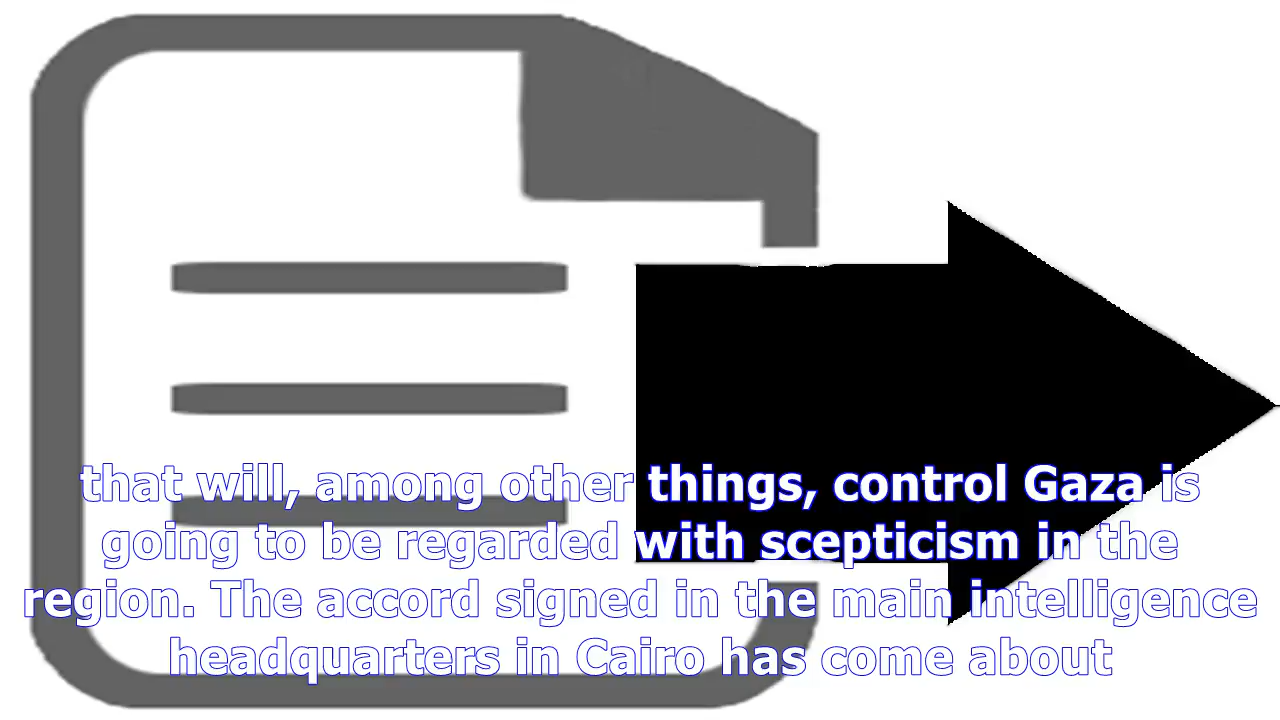 that will, among other things, control Gaza is
going to be regarded with scepticism in the
region. The accord signed in the main intelligence
headquarters in Cairo has come about